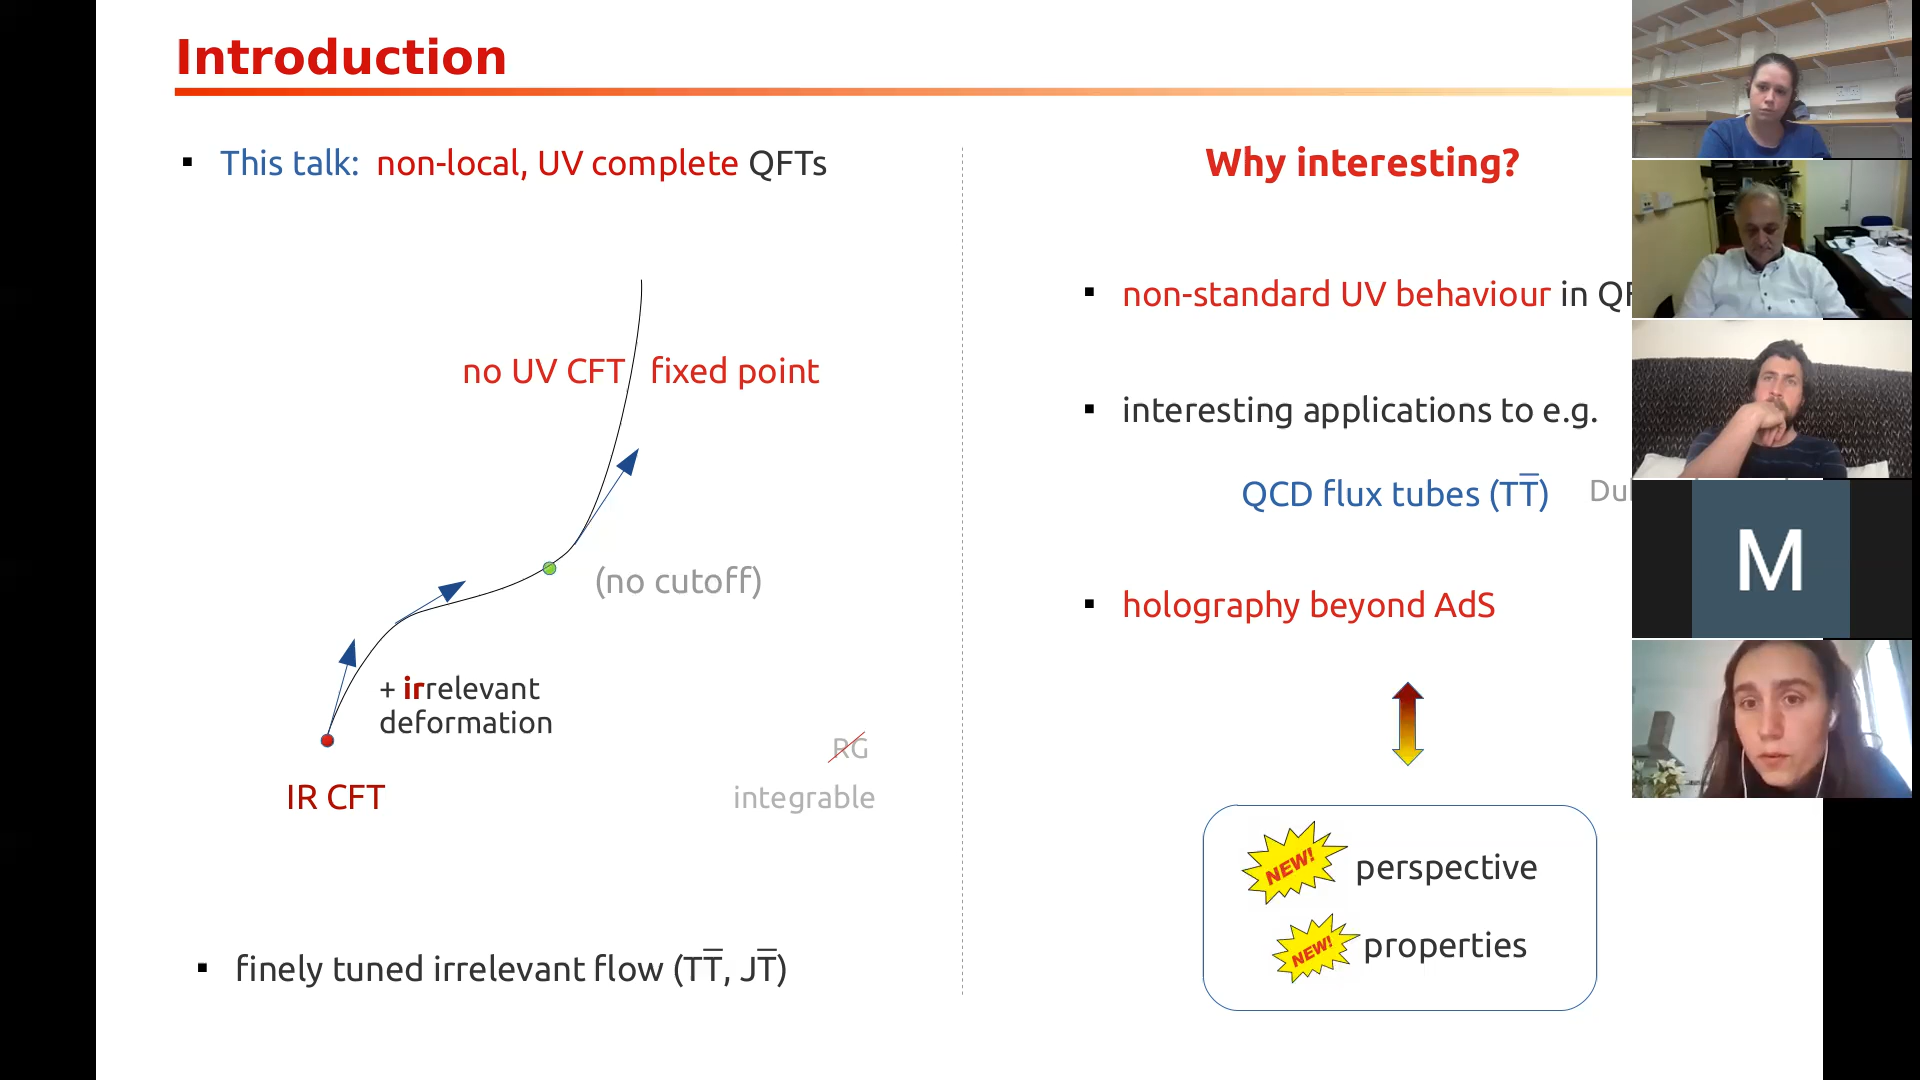 Introduction
▪ This talk: non-local, UV complete QFTs
no UV CFT fixed point
(no cutoff)
+ irrelevant
deformation
IR CFT
RG
integrable
▪ finely tuned irrelevant flow (TT̅, JT̅)
Why interesting?
▪ non-standard UV behaviour in
▪ interesting applications to e.g.
QCD flux tubes (TT̅)
▪ holography beyond AdS
NEW! perspective
NEW! properties
M